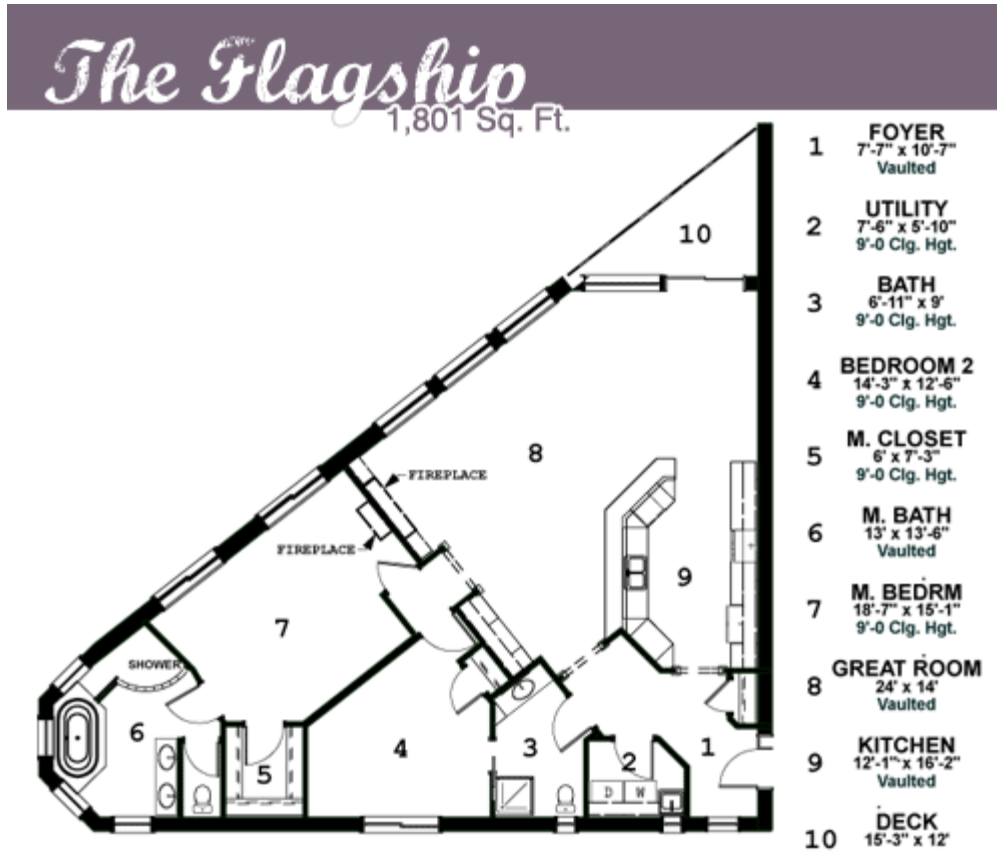 The Flagship
1,801 Sq. Ft.
1 FOYER
7'-7" x 10'-7"
Vaulted
2 UTILITY
7'-6" x 5'-10"
9'-0 Clg. Hgt.
3 BATH
6'-11" x 9'
9'-0 Clg. Hgt.
4 BEDROOM 2
14'-3" x 12'-6"
9'-0 Clg. Hgt.
5 M. CLOSET
6' x 7'-3"
9'-0 Clg. Hgt.
6 M. BATH
13' x 13'-6"
Vaulted
7 M. BEDRM
18'-7" x 15'-1"
9'-0 Clg. Hgt.
8 GREAT ROOM
24' x 14'
Vaulted
9 KITCHEN
12'-1" x 16'-2"
Vaulted
10 DECK
15'-3" x 12'
10
8
FIREPLACE
FIREPLACE
9
7
SHOWER
6
5
4
3
2
1
D W